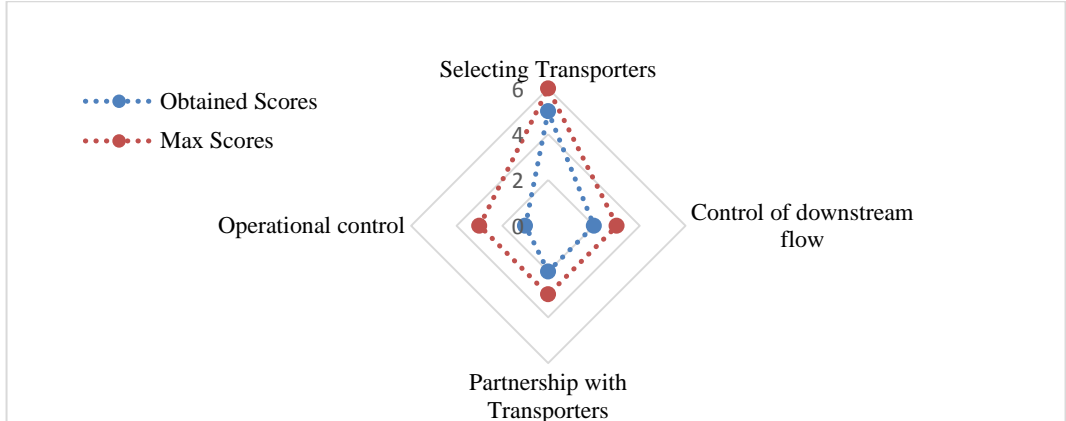 Selecting Transporters
Obtained Scores
Max Scores
6
4
2
0
Operational control
Control of downstream
flow
Partnership with
Transporters